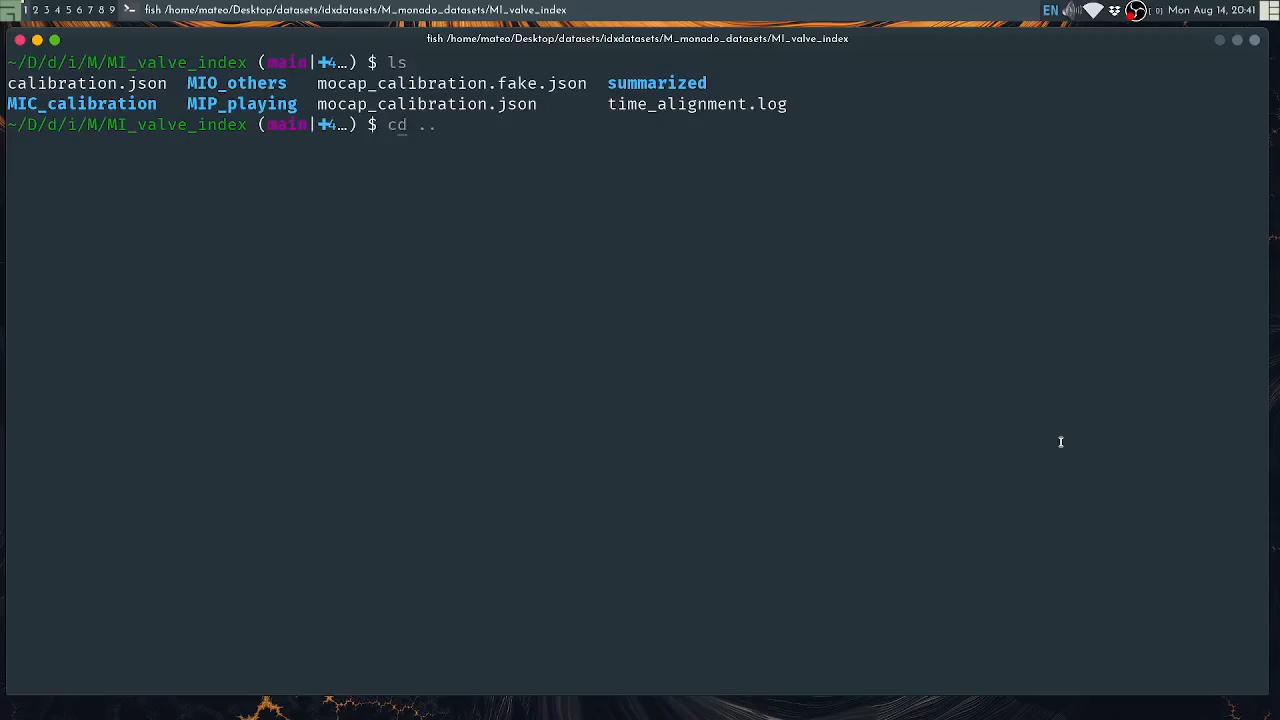 1 2 3 4 5 6 7 8 9 >_ fish /home/mateo/Desktop/datasets/idxdatasets/M_monado_datasets/MI_valve_index EN [0] Mon Aug 14, 20:41
fish /home/mateo/Desktop/datasets/idxdatasets/M_monado_datasets/MI_valve_index
~/D/d/i/M/MI_valve_index (main|✚4…) $ ls
calibration.json MIO_others mocap_calibration.fake.json summarized
MIC_calibration MIP_playing mocap_calibration.json time_alignment.log
~/D/d/i/M/MI_valve_index (main|✚4…) $ cd ..